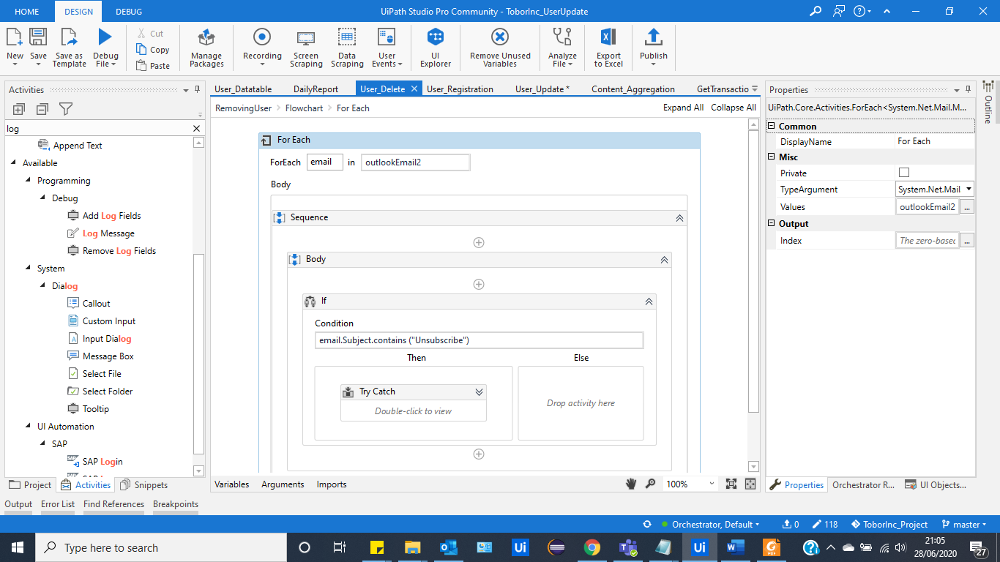 HOME DESIGN DEBUG UiPath Studio Pro Community - ToborInc_UserUpdate
New Save Save as Template Debug File Cut Copy Paste Manage Packages Recording Screen Scraping Data Scraping User Events UI Explorer Remove Unused Variables Analyze File Export to Excel Publish
Activities
log
Append Text
Available
Programming
Debug
Add Log Fields
Log Message
Remove Log Fields
System
Dialog
Callout
Custom Input
Input Dialog
Message Box
Select File
Select Folder
Tooltip
UI Automation
SAP
SAP Login
Project Activities Snippets
User_Datatable DailyReport User_Delete User_Registration User_Update * Content_Aggregation GetTransactio
RemovingUser Flowchart For Each Expand All Collapse All
For Each
ForEach email in outlookEmail2
Body
Sequence
Body
If
Condition
email.Subject.contains ("Unsubscribe")
Then Else
Try Catch
Double-click to view
Drop activity here
Variables Arguments Imports 100%
Properties
UiPath.Core.Activities.ForEach<System.Net.Mail.M...
Common
DisplayName For Each
Misc
Private
TypeArgument System.Net.Mail
Values outlookEmail2 ...
Output
Index The zero-based ...
Properties Orchestrator R... UI Objects...
Outline
Output Error List Find References Breakpoints
Orchestrator, Default 0 118 ToborInc_Project master
Type here to search
21:05
28/06/2020
27